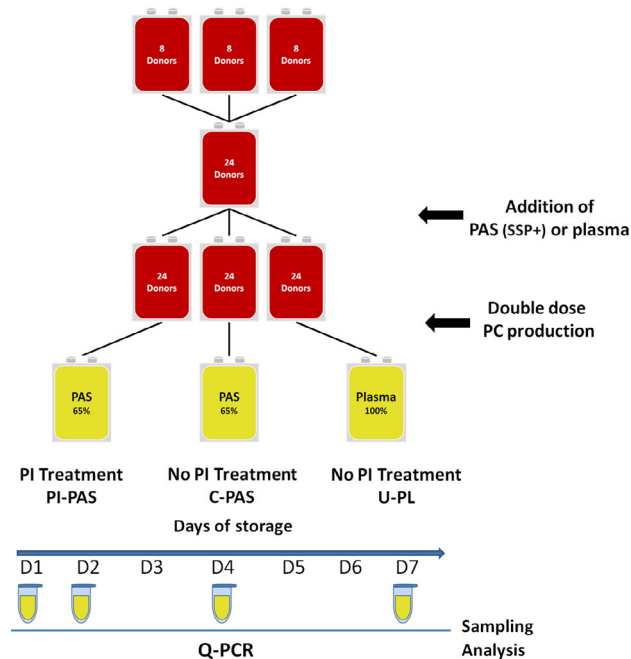 8
Donors
8
Donors
8
Donors
24
Donors
Addition of
PAS (SSP+) or plasma
24
Donors
24
Donors
24
Donors
Double dose
PC production
PAS
65%
PAS
65%
Plasma
100%
PI Treatment
PI-PAS
No PI Treatment
C-PAS
No PI Treatment
U-PL
Days of storage
D1 D2 D3 D4 D5 D6 D7
Q-PCR
Sampling
Analysis